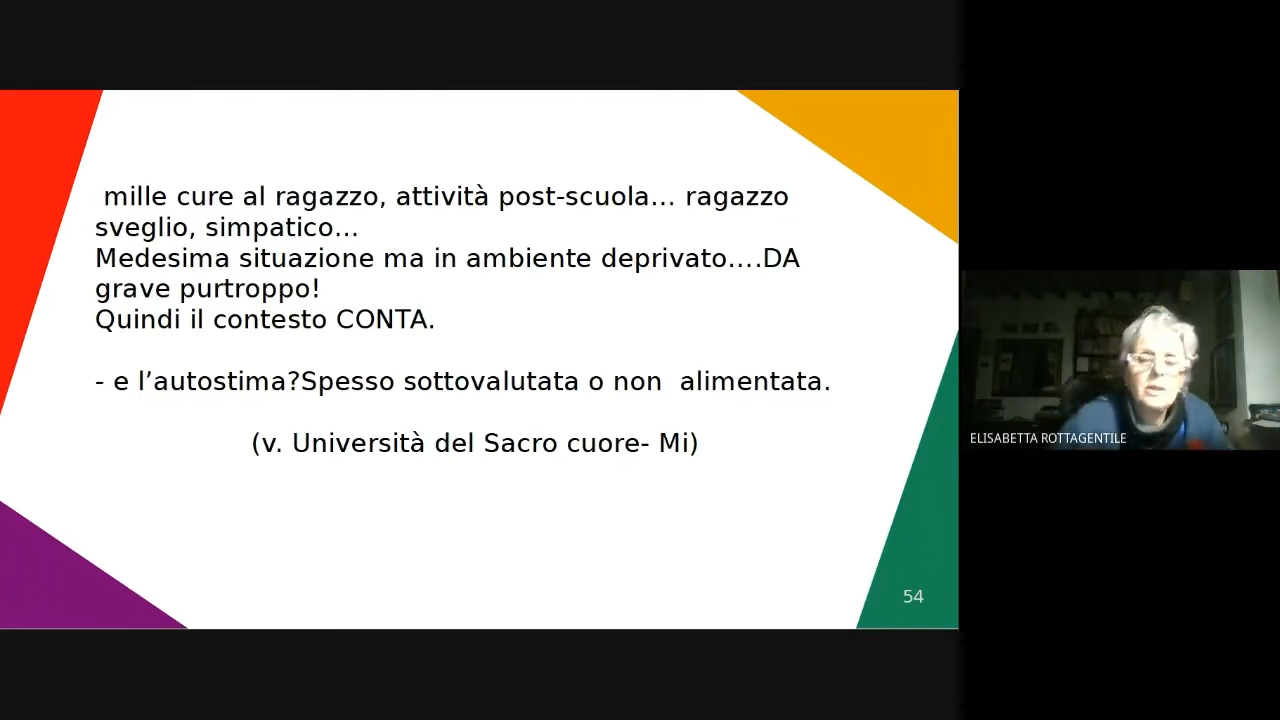 mille cure al ragazzo, attività post-scuola... ragazzo
sveglio, simpatico...
Medesima situazione ma in ambiente deprivato....DA
grave purtroppo!
Quindi il contesto CONTA.
- e l’autostima?Spesso sottovalutata o non  alimentata.
(v. Università del Sacro cuore- Mi)
54
ELISABETTA ROTTAGENTILE